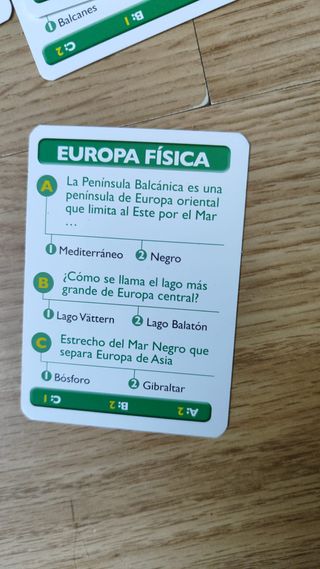 1 Balcanes
C: 2 B: 1
EUROPA FÍSICA
A La Península Balcánica es una
península de Europa oriental
que limita al Este por el Mar
...
1 Mediterráneo 2 Negro
B ¿Cómo se llama el lago más
grande de Europa central?
1 Lago Vättern 2 Lago Balatón
C Estrecho del Mar Negro que
separa Europa de Asia
1 Bósforo 2 Gibraltar
A: 2 B: 2 C: 1